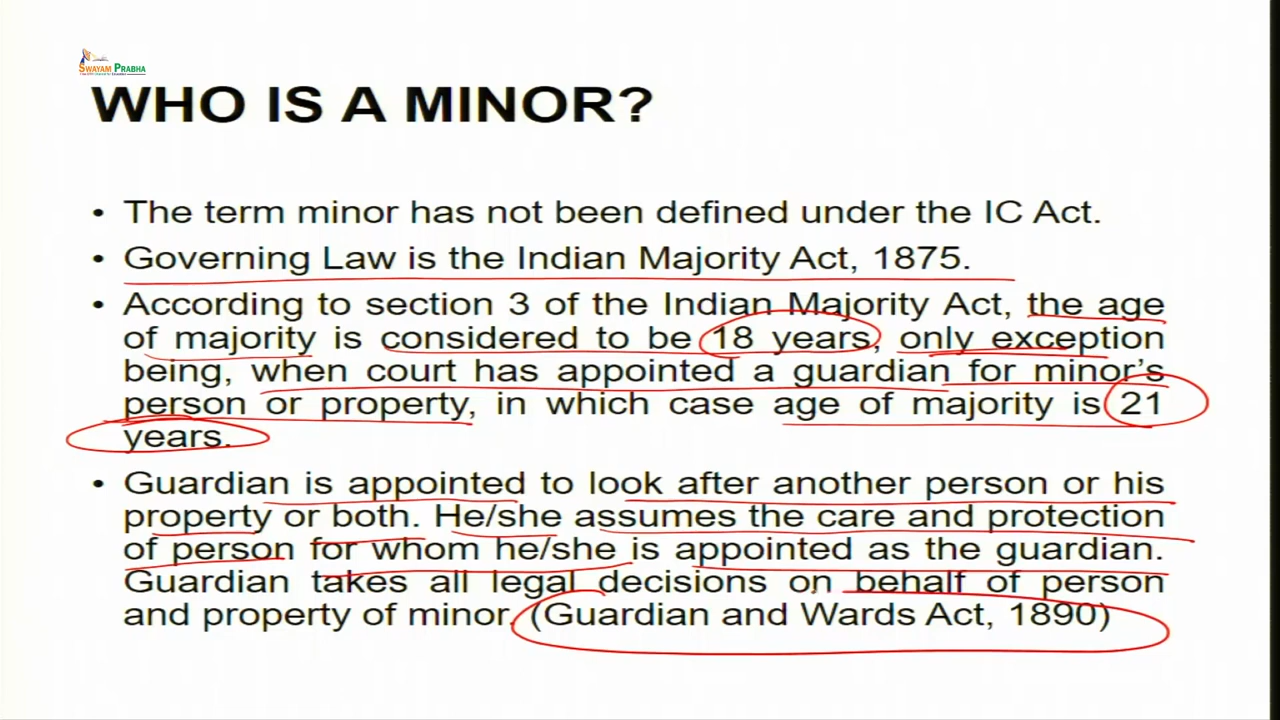 SWAYAM PRABHA
WHO IS A MINOR?
• The term minor has not been defined under the IC Act.
• Governing Law is the Indian Majority Act, 1875.
• According to section 3 of the Indian Majority Act, the age
of majority is considered to be 18 years, only exception
being, when court has appointed a guardian for minor's
person or property, in which case age of majority is 21
years.
• Guardian is appointed to look after another person or his
property or both. He/she assumes the care and protection
of person for whom he/she is appointed as the guardian.
Guardian takes all legal decisions on behalf of person
and property of minor. (Guardian and Wards Act, 1890)